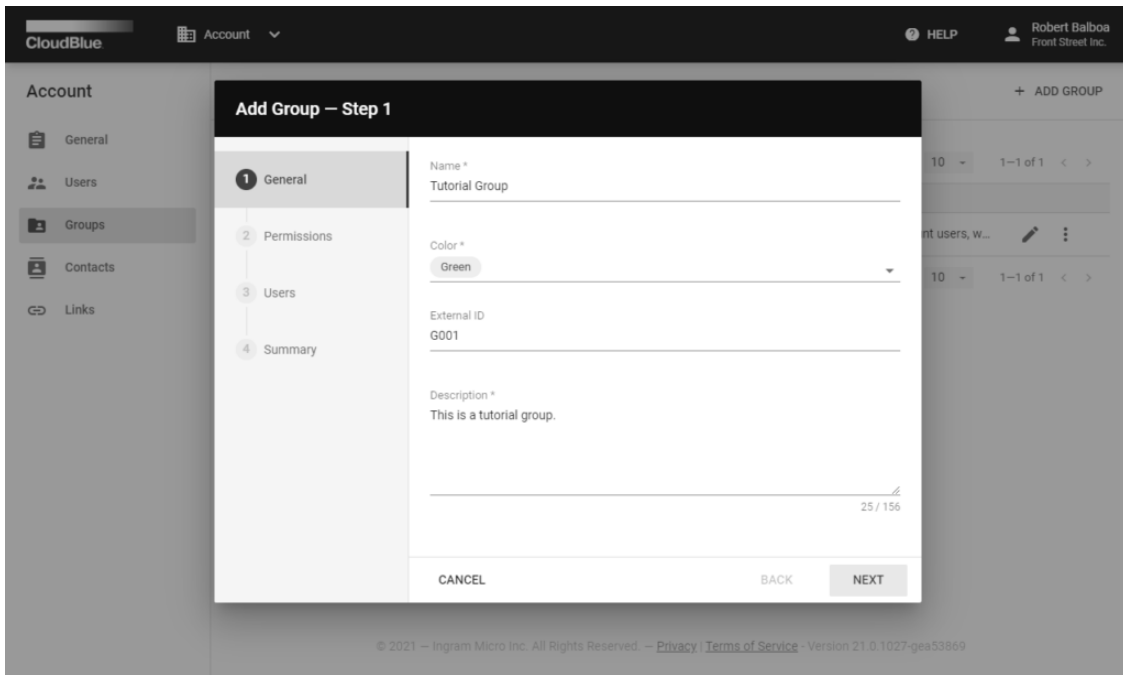 CloudBlue
Account
HELP
Robert Balboa
Front Street Inc.
Account
+ ADD GROUP
General
Users
Groups
Contacts
Links
Add Group — Step 1
1 General
2 Permissions
3 Users
4 Summary
Name *
Tutorial Group
Color *
Green
External ID
G001
Description *
This is a tutorial group.
25 / 156
CANCEL
BACK
NEXT
10
1—1 of 1
nt users, w...
10
1—1 of 1
© 2021 — Ingram Micro Inc. All Rights Reserved. — Privacy | Terms of Service - Version 21.0.1027-gea53869